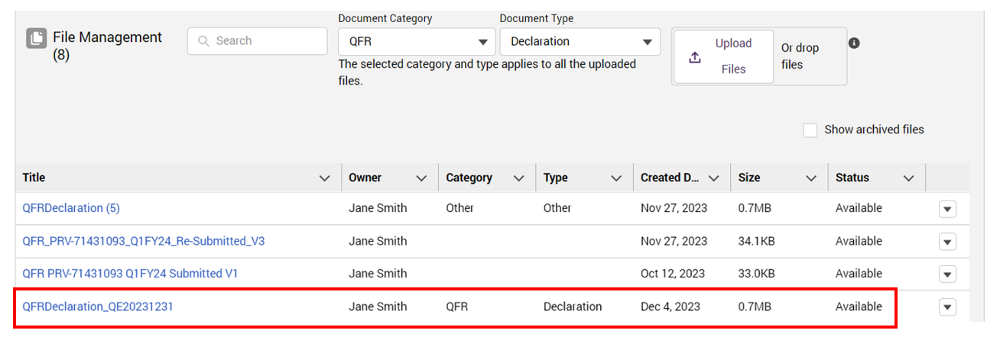 Document Category
Document Type
File Management
(8)
Search
QFR
Declaration
Upload
Files
Or drop
files
The selected category and type applies to all the uploaded
files.
Show archived files
Title Owner Category Type Created D... Size Status
QFRDeclaration (5) Jane Smith Other Other Nov 27, 2023 0.7MB Available
QFR_PRV-71431093_Q1FY24_Re-Submitted_V3 Jane Smith Nov 27, 2023 34.1KB Available
QFR PRV-71431093 Q1FY24 Submitted V1 Jane Smith Oct 12, 2023 33.0KB Available
QFRDeclaration_QE20231231 Jane Smith QFR Declaration Dec 4, 2023 0.7MB Available